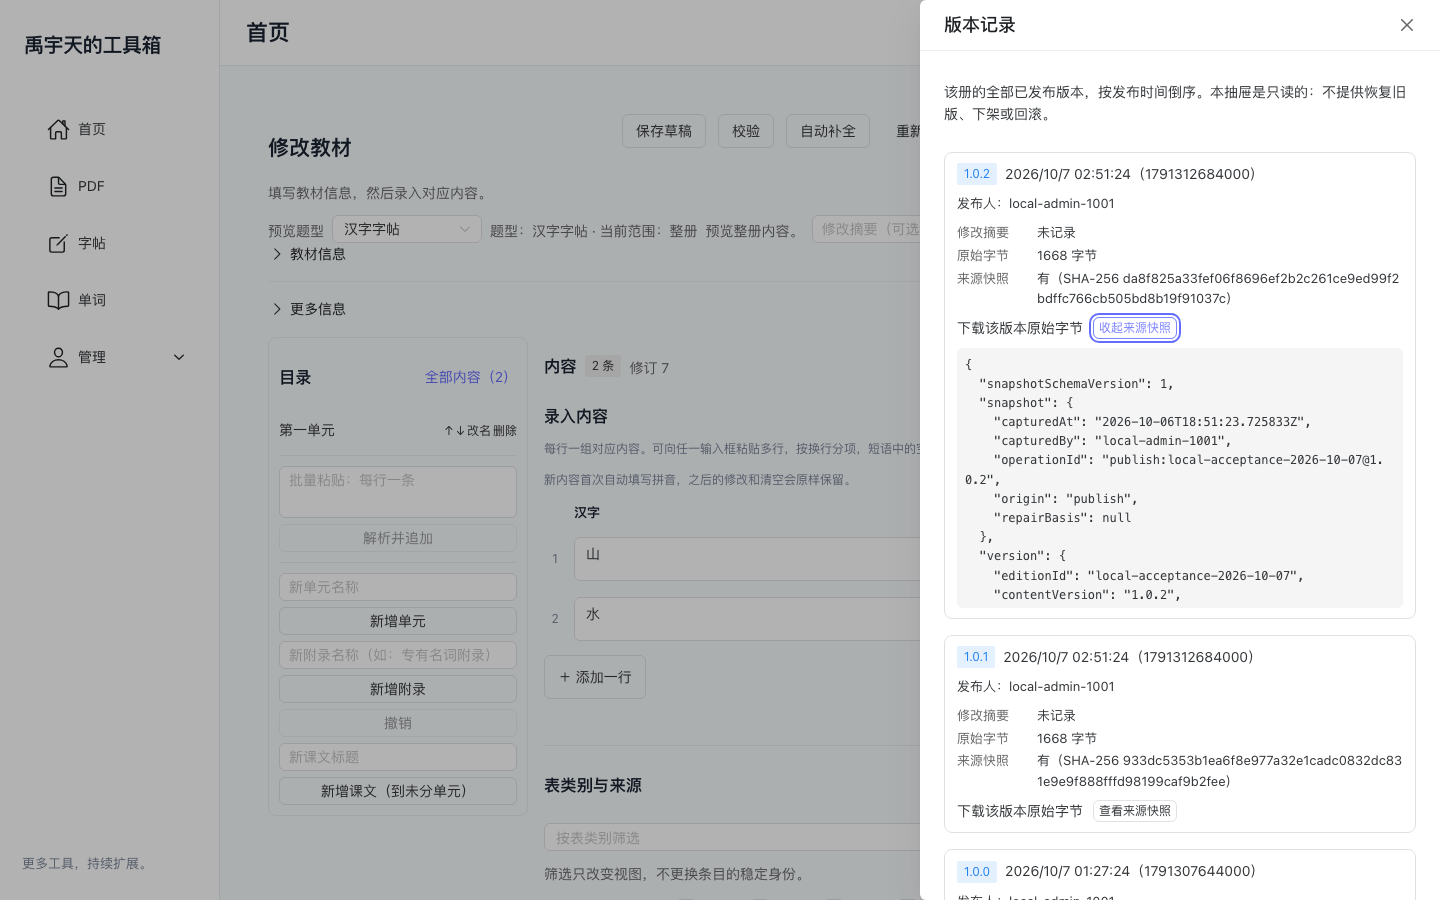 禹宇天的工具箱
首页
PDF
字帖
单词
管理
更多工具，持续扩展。
首页
修改教材
保存草稿
校验
自动补全
填写教材信息，然后录入对应内容。
预览题型 汉字字帖 题型：汉字字帖 · 当前范围：整册 预览整册内容。
教材信息
更多信息
目录
全部内容（2）
第一单元
↑ ↓ 改名 删除
批量粘贴：每行一条
解析并追加
新单元名称
新增单元
新附录名称（如：专有名词附录）
新增附录
撤销
新课文标题
新增课文（到未分单元）
内容 2 条 修订 7
录入内容
每行一组对应内容。可向任一输入框粘贴多行，按换行分项，短语中的
新内容首次自动填写拼音，之后的修改和清空会原样保留。
汉字
1 山
2 水
+ 添加一行
表类别与来源
按表类别筛选
筛选只改变视图，不更换条目的稳定身份。
版本记录
该册的全部已发布版本，按发布时间倒序。本抽屉是只读的：不提供恢复旧
版、下架或回滚。
1.0.2 2026/10/7 02:51:24（1791312684000）
发布人：local-admin-1001
修改摘要 未记录
原始字节 1668 字节
来源快照 有（SHA-256 da8f825a33fef06f8696ef2b2c261ce9ed99f2
bdffc766cb505bd8b19f91037c）
下载该版本原始字节 收起来源快照
{
"snapshotSchemaVersion": 1,
"snapshot": {
"capturedAt": "2026-10-06T18:51:23.725833Z",
"capturedBy": "local-admin-1001",
"operationId": "publish:local-acceptance-2026-10-07@1.
0.2",
"origin": "publish",
"repairBasis": null
},
"version": {
"editionId": "local-acceptance-2026-10-07",
"contentVersion": "1.0.2",
1.0.1 2026/10/7 02:51:24（1791312684000）
发布人：local-admin-1001
修改摘要 未记录
原始字节 1668 字节
来源快照 有（SHA-256 933dc5353b1ea6f8e977a32e1cadc0832dc83
1e9e9f888fffd98199caf9b2fee）
下载该版本原始字节 查看来源快照
1.0.0 2026/10/7 01:27:24（1791307644000）